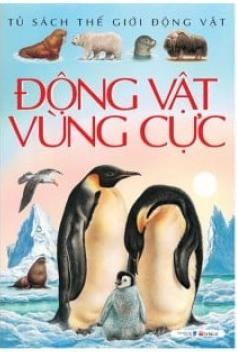 TỦ SÁCH THẾ GIỚI ĐỘNG VẬT
ĐỘNG VẬT
VÙNG CỰC